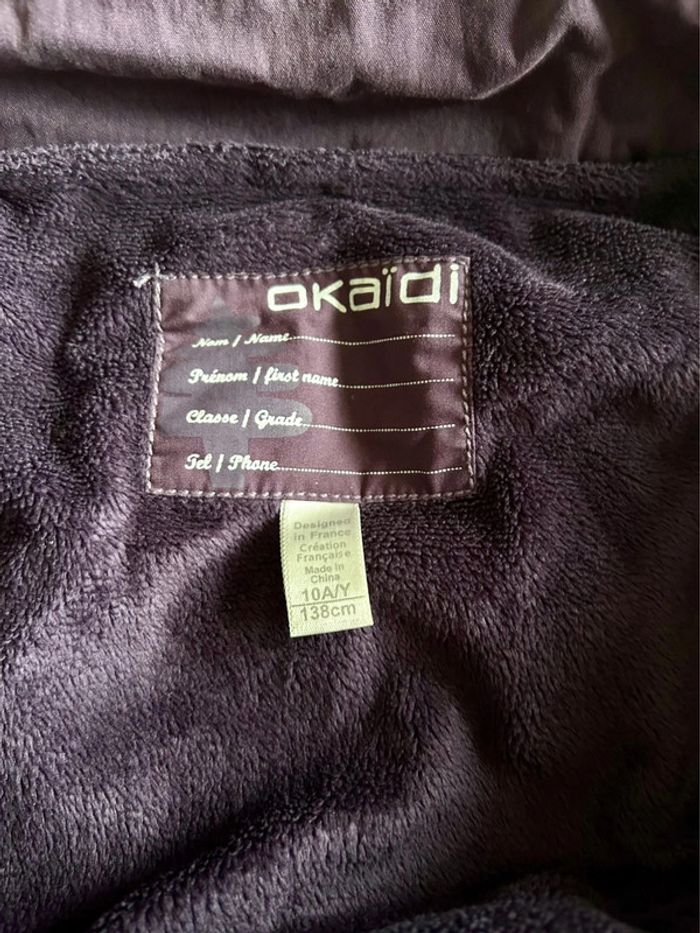 okaïdi
Nom / Name
Prénom / first name
Classe / Grade
Tel / Phone
Designed
in France
Création
Française
Made in
China
10A/Y
138cm